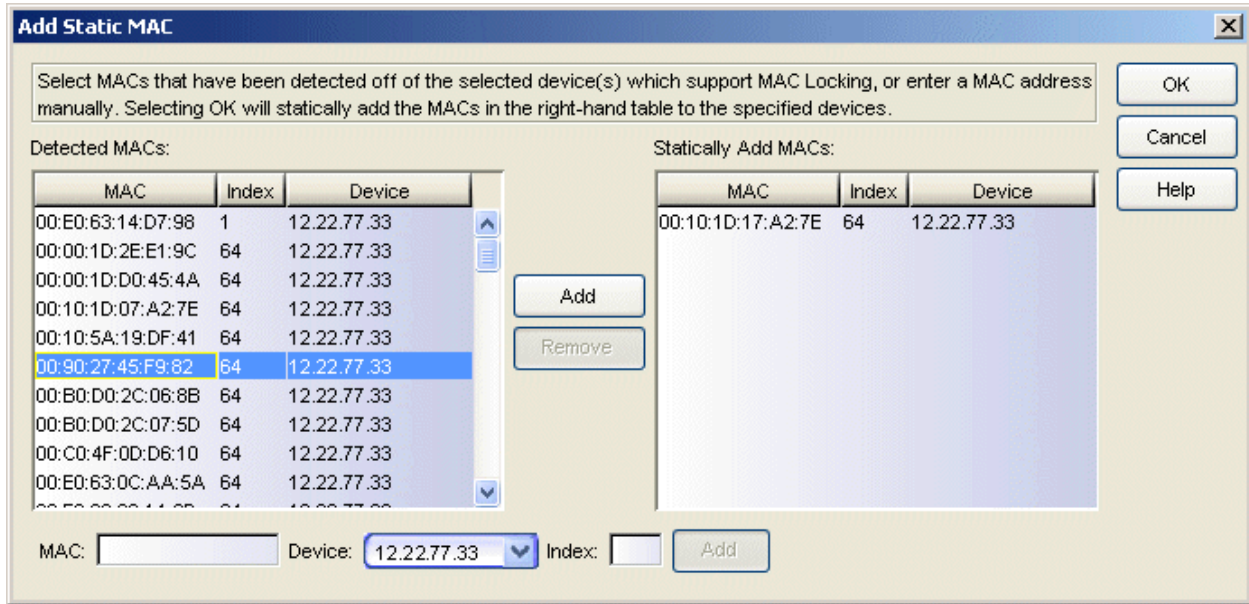 Add Static MAC
Select MACs that have been detected off of the selected device(s) which support MAC Locking, or enter a MAC address
manually. Selecting OK will statically add the MACs in the right-hand table to the specified devices.
OK
Cancel
Help
Detected MACs:
MAC Index Device
00:E0:63:14:D7:98 1 12.22.77.33
00:00:1D:2E:E1:9C 64 12.22.77.33
00:00:1D:D0:45:4A 64 12.22.77.33
00:10:1D:07:A2:7E 64 12.22.77.33
00:10:5A:19:DF:41 64 12.22.77.33
00:90:27:45:F9:82 64 12.22.77.33
00:B0:D0:2C:06:8B 64 12.22.77.33
00:B0:D0:2C:07:5D 64 12.22.77.33
00:C0:4F:0D:D6:10 64 12.22.77.33
00:E0:63:0C:AA:5A 64 12.22.77.33
Add
Remove
Statically Add MACs:
MAC Index Device
00:10:1D:17:A2:7E 64 12.22.77.33
MAC: Device: 12.22.77.33 Index: Add